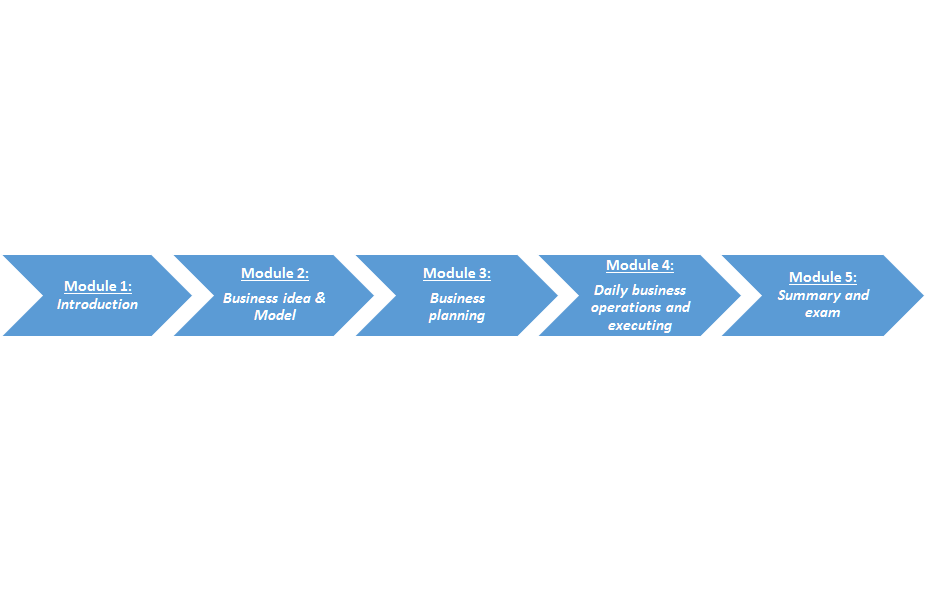 Module 1:
Introduction
Module 2:
Business idea &
Model
Module 3:
Business
planning
Module 4:
Daily business
operations and
executing
Module 5:
Summary and
exam